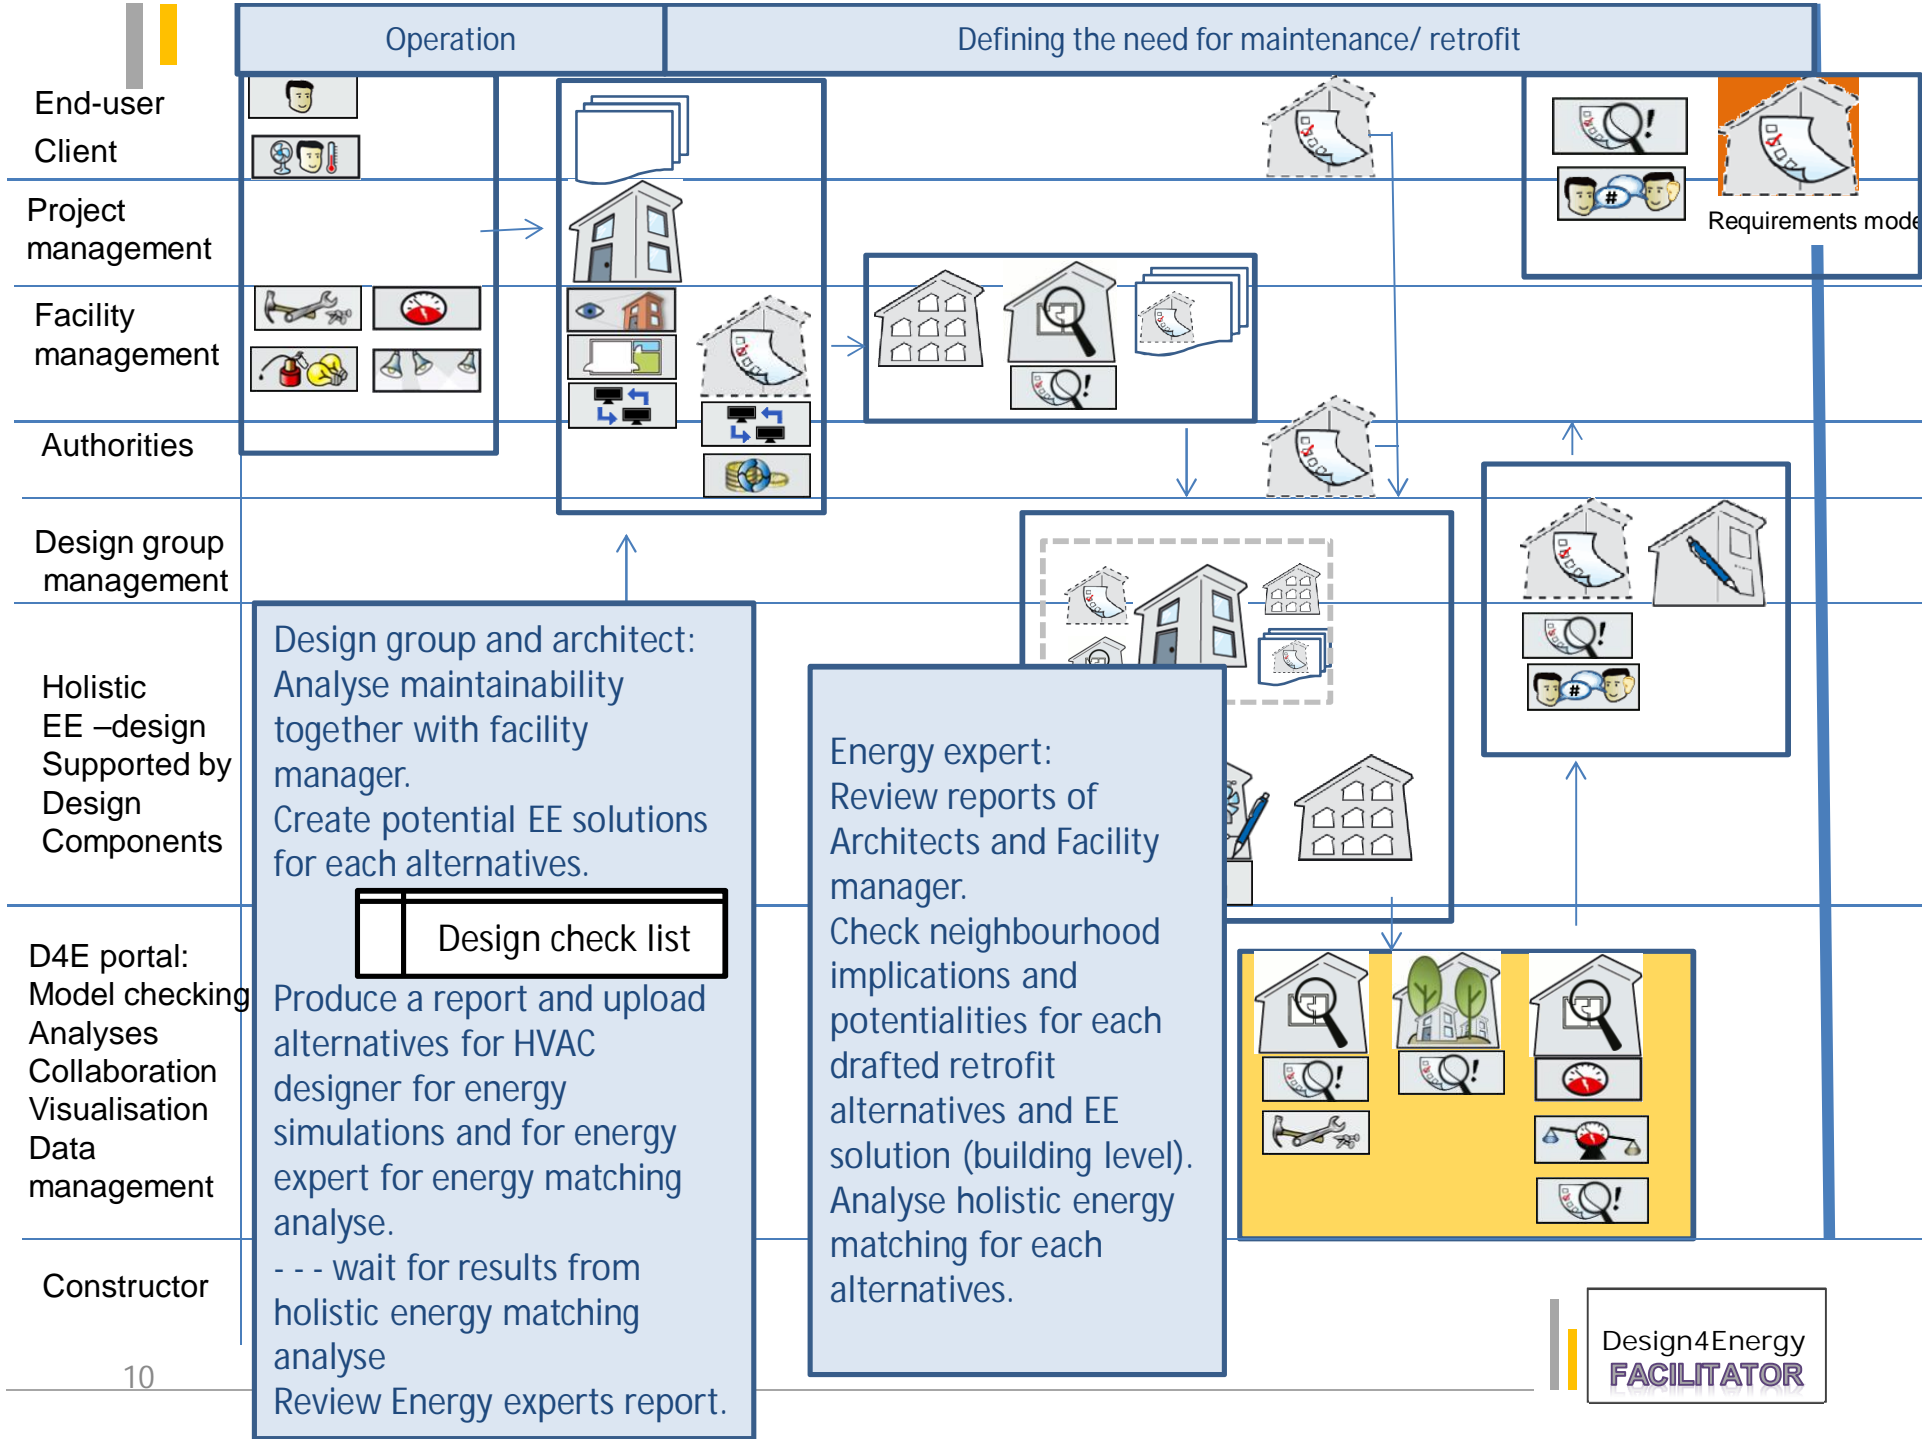 Operation
Defining the need for maintenance/ retrofit
End-user
Client
Project
management
Requirements mode
Facility
management
Authorities
Design group
management
Holistic
EE –design
Supported by
Design
Components
D4E portal:
Model checking
Analyses
Collaboration
Visualisation
Data
management
Constructor
Design group and architect:
Analyse maintainability
together with facility
manager.
Create potential EE solutions
for each alternatives.
Design check list
Produce a report and upload
alternatives for HVAC
designer for energy
simulations and for energy
expert for energy matching
analyse.
- - - wait for results from
holistic energy matching
analyse
Review Energy experts report.
Energy expert:
Review reports of
Architects and Facility
manager.
Check neighbourhood
implications and
potentialities for each
drafted retrofit
alternatives and EE
solution (building level).
Analyse holistic energy
matching for each
alternatives.
#
!
#
!
!
!
!
!
10
Design4Energy
FACILITATOR